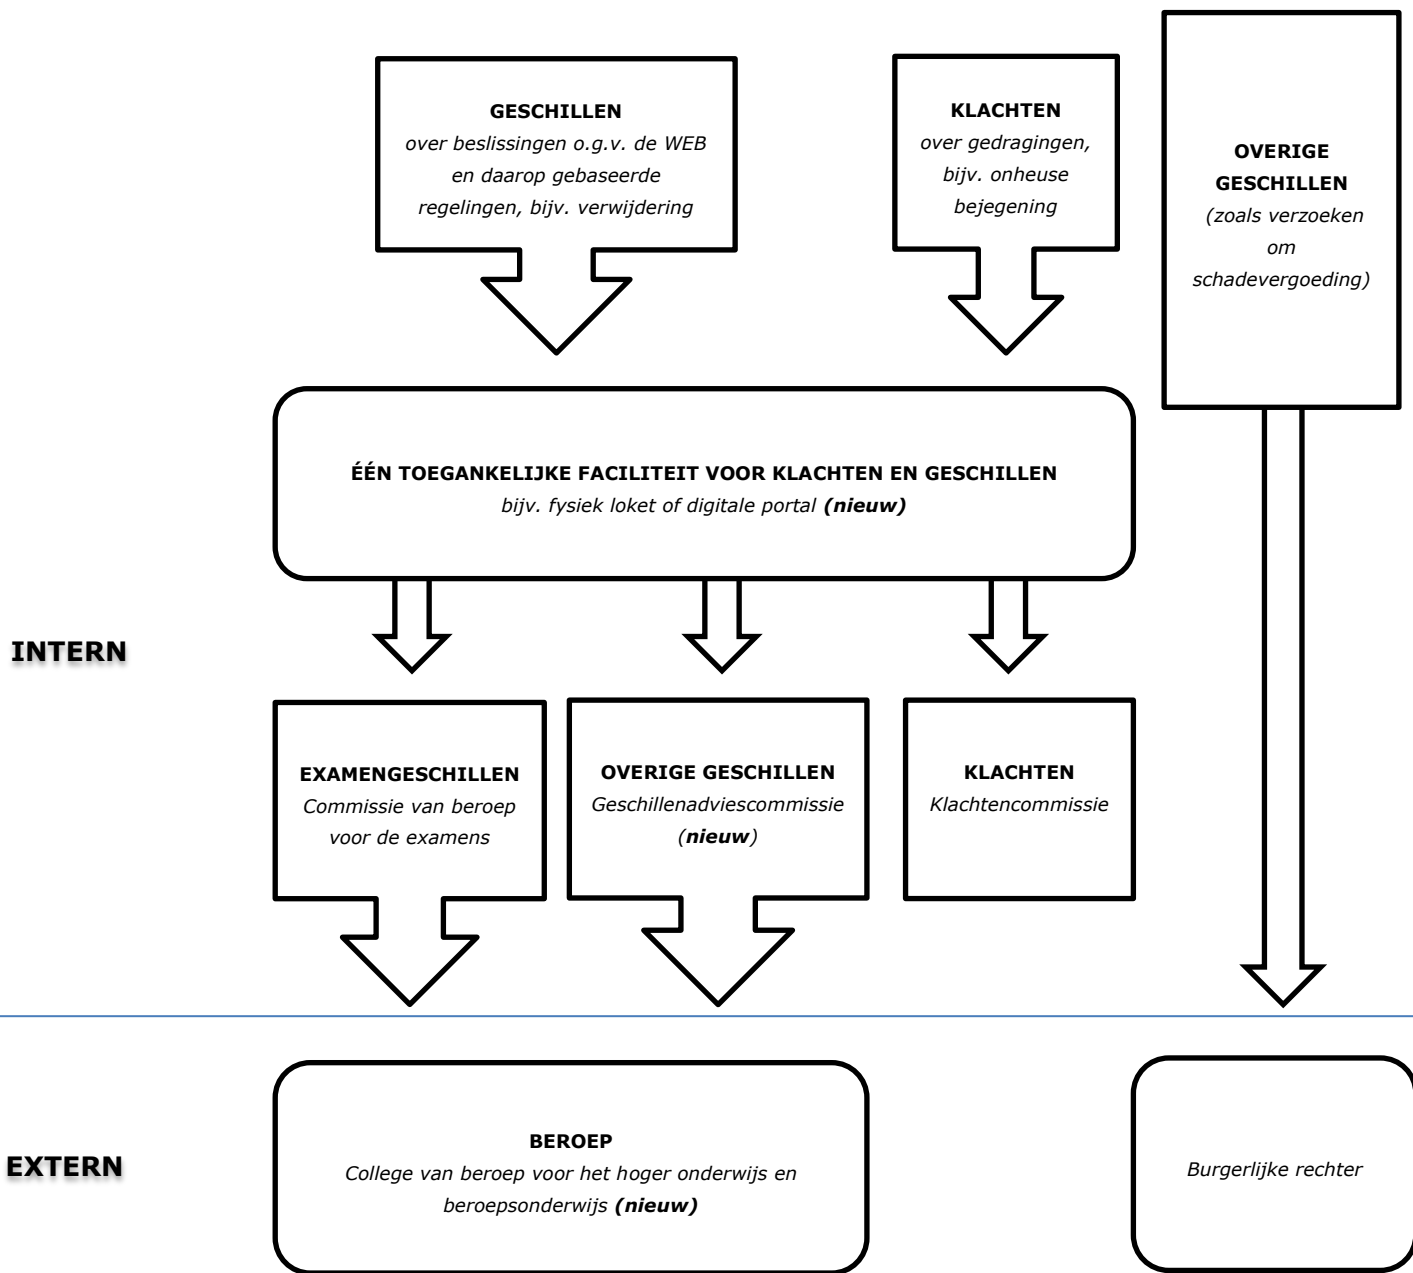 GESCHILLEN
over beslissingen o.g.v. de WEB
en daarop gebaseerde
regelingen, bijv. verwijdering
KLACHTEN
over gedragingen,
bijv. onheuse
bejegening
OVERIGE
GESCHILLEN
(zoals verzoeken
om
schadevergoeding)
ÉÉN TOEGANKELIJKE FACILITEIT VOOR KLACHTEN EN GESCHILLEN
bijv. fysiek loket of digitale portal (nieuw)
INTERN
EXAMENGESCHILLEN
Commissie van beroep
voor de examens
OVERIGE GESCHILLEN
Geschillenadviescommissie
(nieuw)
KLACHTEN
Klachtencommissie
EXTERN
BEROEP
College van beroep voor het hoger onderwijs en
beroepsonderwijs (nieuw)
Burgerlijke rechter